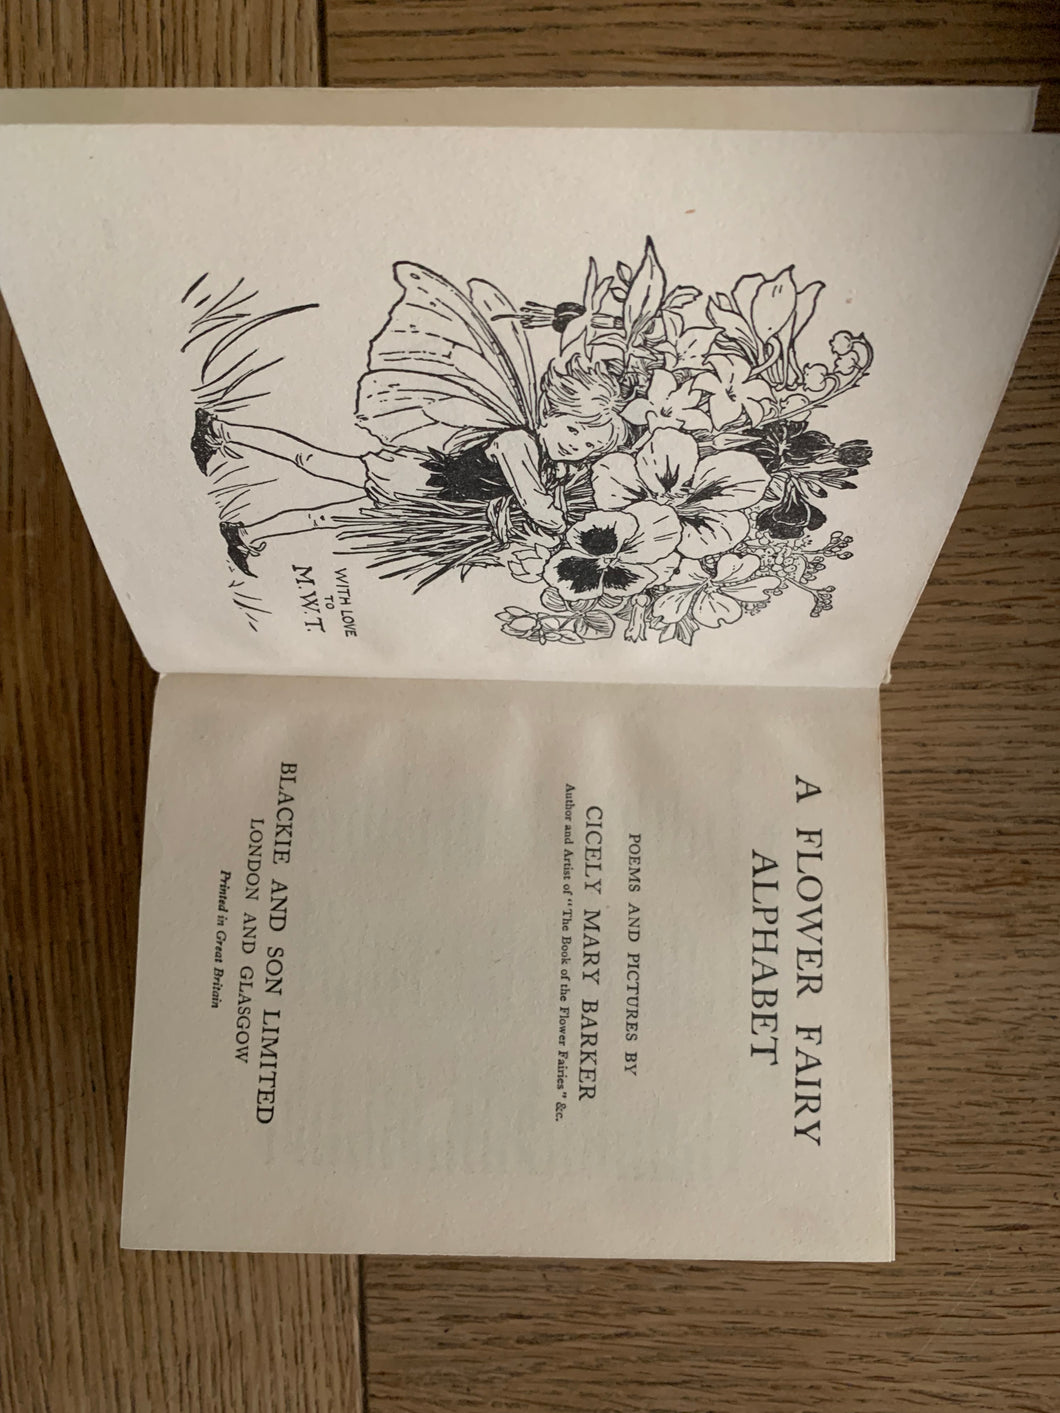 WITH LOVE
TO
M.W.T.
A FLOWER FAIRY
ALPHABET
POEMS AND PICTURES BY
CICELY MARY BARKER
Author and Artist of "The Book of the Flower Fairies" &c.
BLACKIE AND SON LIMITED
LONDON AND GLASGOW
Printed in Great Britain